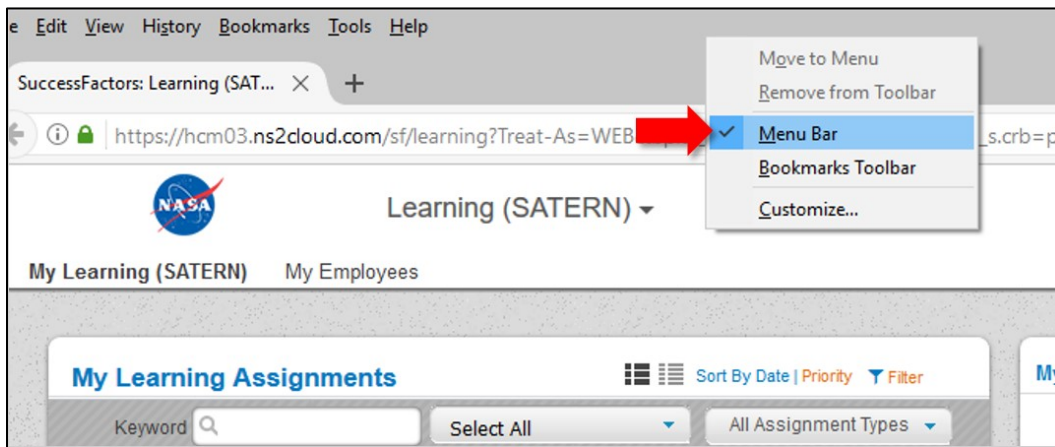 e Edit View History Bookmarks Tools Help
Move to Menu
SuccessFactors: Learning (SAT...
Remove from Toolbar
https://hcm03.ns2cloud.com/sf/learning?Treat-As=WEB
Menu Bar
_s.crb=p
Bookmarks Toolbar
NASA
Learning (SATERN)
Customize...
My Learning (SATERN) My Employees
My Learning Assignments
Sort By Date | Priority Filter
My
Keyword
Select All
All Assignment Types